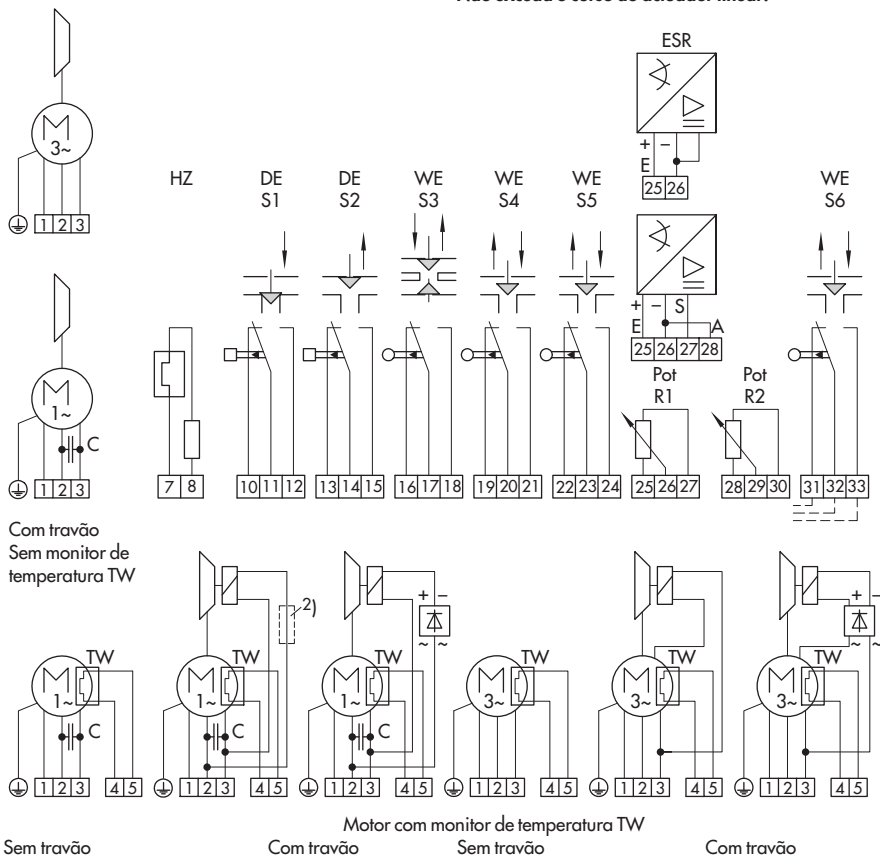 ESR
+ –
E
25 26
3~
HZ
DE
S1
DE
S2
WE
S3
WE
S4
WE
S5
WE
S6
1 2 3
+ – S
E
A
25 26 27 28
Pot
R1
Pot
R2
1~
C
1 2 3
7 8
10 11 12
13 14 15
16 17 18
19 20 21
22 23 24
25 26 27
28 29 30
31 32 33
Com travão
Sem monitor de
temperatura TW
2)
+ –
~ ~
+ –
~ ~
TW
M
1~
C
TW
M
1~
C
TW
M
1~
C
TW
M
3~
TW
M
3~
TW
M
3~
1 2 3 4 5
1 2 3 4 5
1 2 3 4 5
1 2 3 4 5
1 2 3 4 5
1 2 3 4 5
Motor com monitor de temperatura TW
Sem travão Com travão Sem travão Com travão